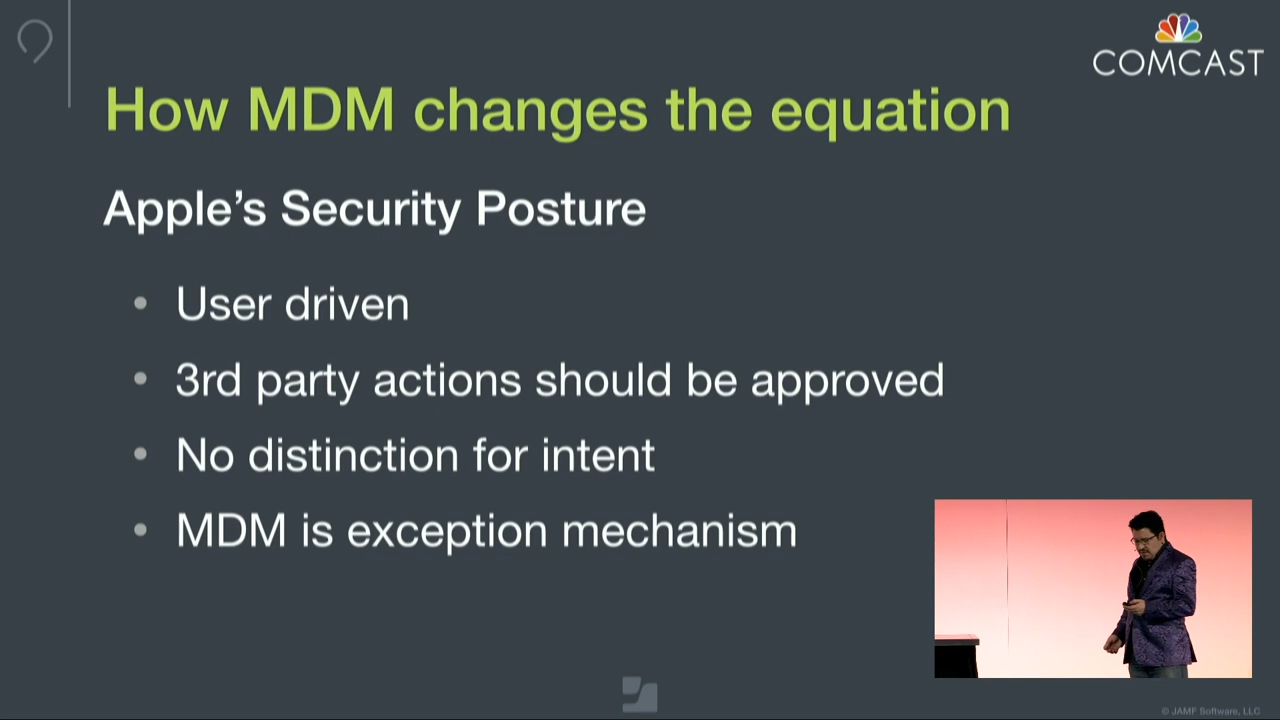 COMCAST
How MDM changes the equation
Apple's Security Posture
• User driven
• 3rd party actions should be approved
• No distinction for intent
• MDM is exception mechanism
© JAMF Software, LLC